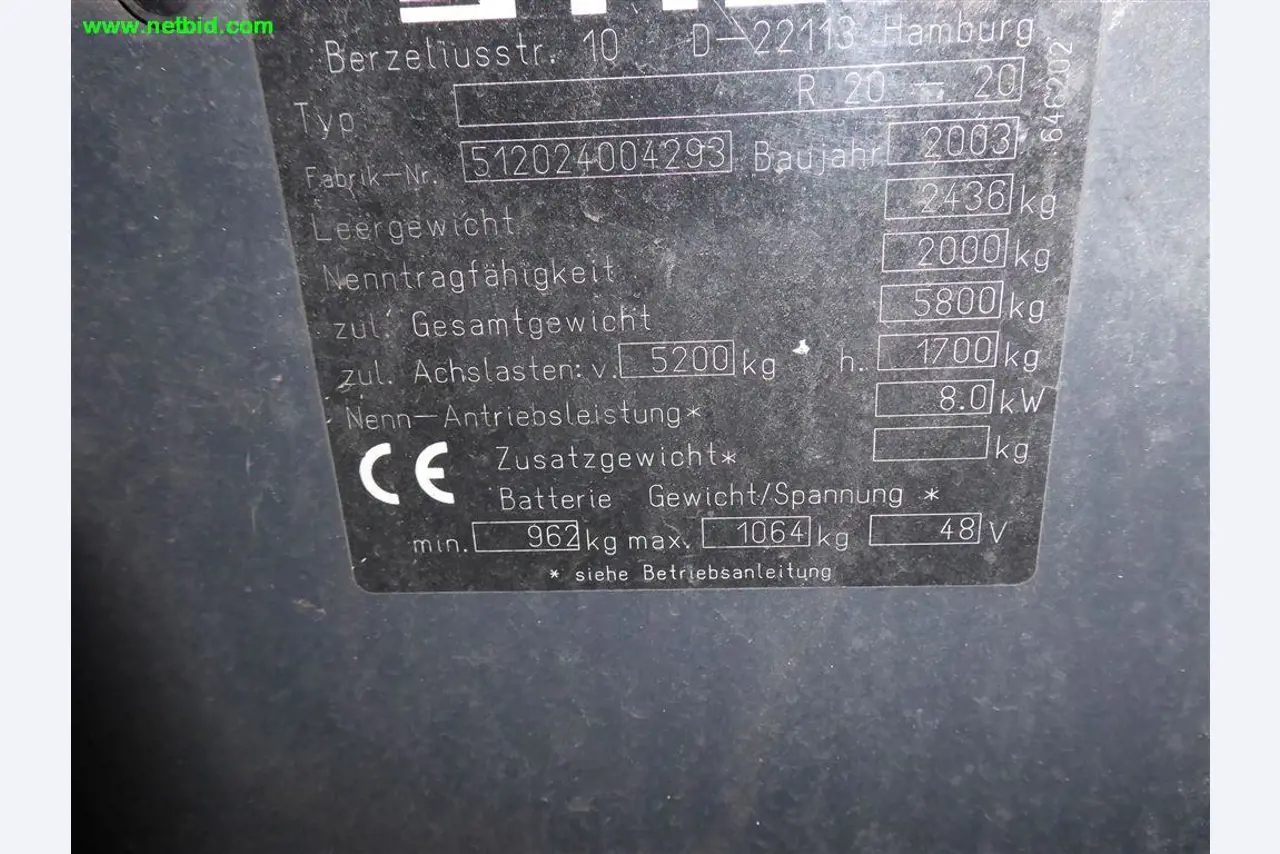 www.netbid.com
Berzeliusstr. 10 D-22113 Hamburg
Typ R 20 - 20
646202
Fabrik-Nr. 512024004293 Baujahr 2003
Leergewicht 2436 kg
Nenntragfähigkeit 2000 kg
zul. Gesamtgewicht 5800 kg
zul. Achslasten: v. 5200 kg h. 1700 kg
Nenn-Antriebsleistung* 8.0 kW
CE Zusatzgewicht* kg
Batterie Gewicht/Spannung *
min. 962 kg max. 1064 kg 48 V
* siehe Betriebsanleitung